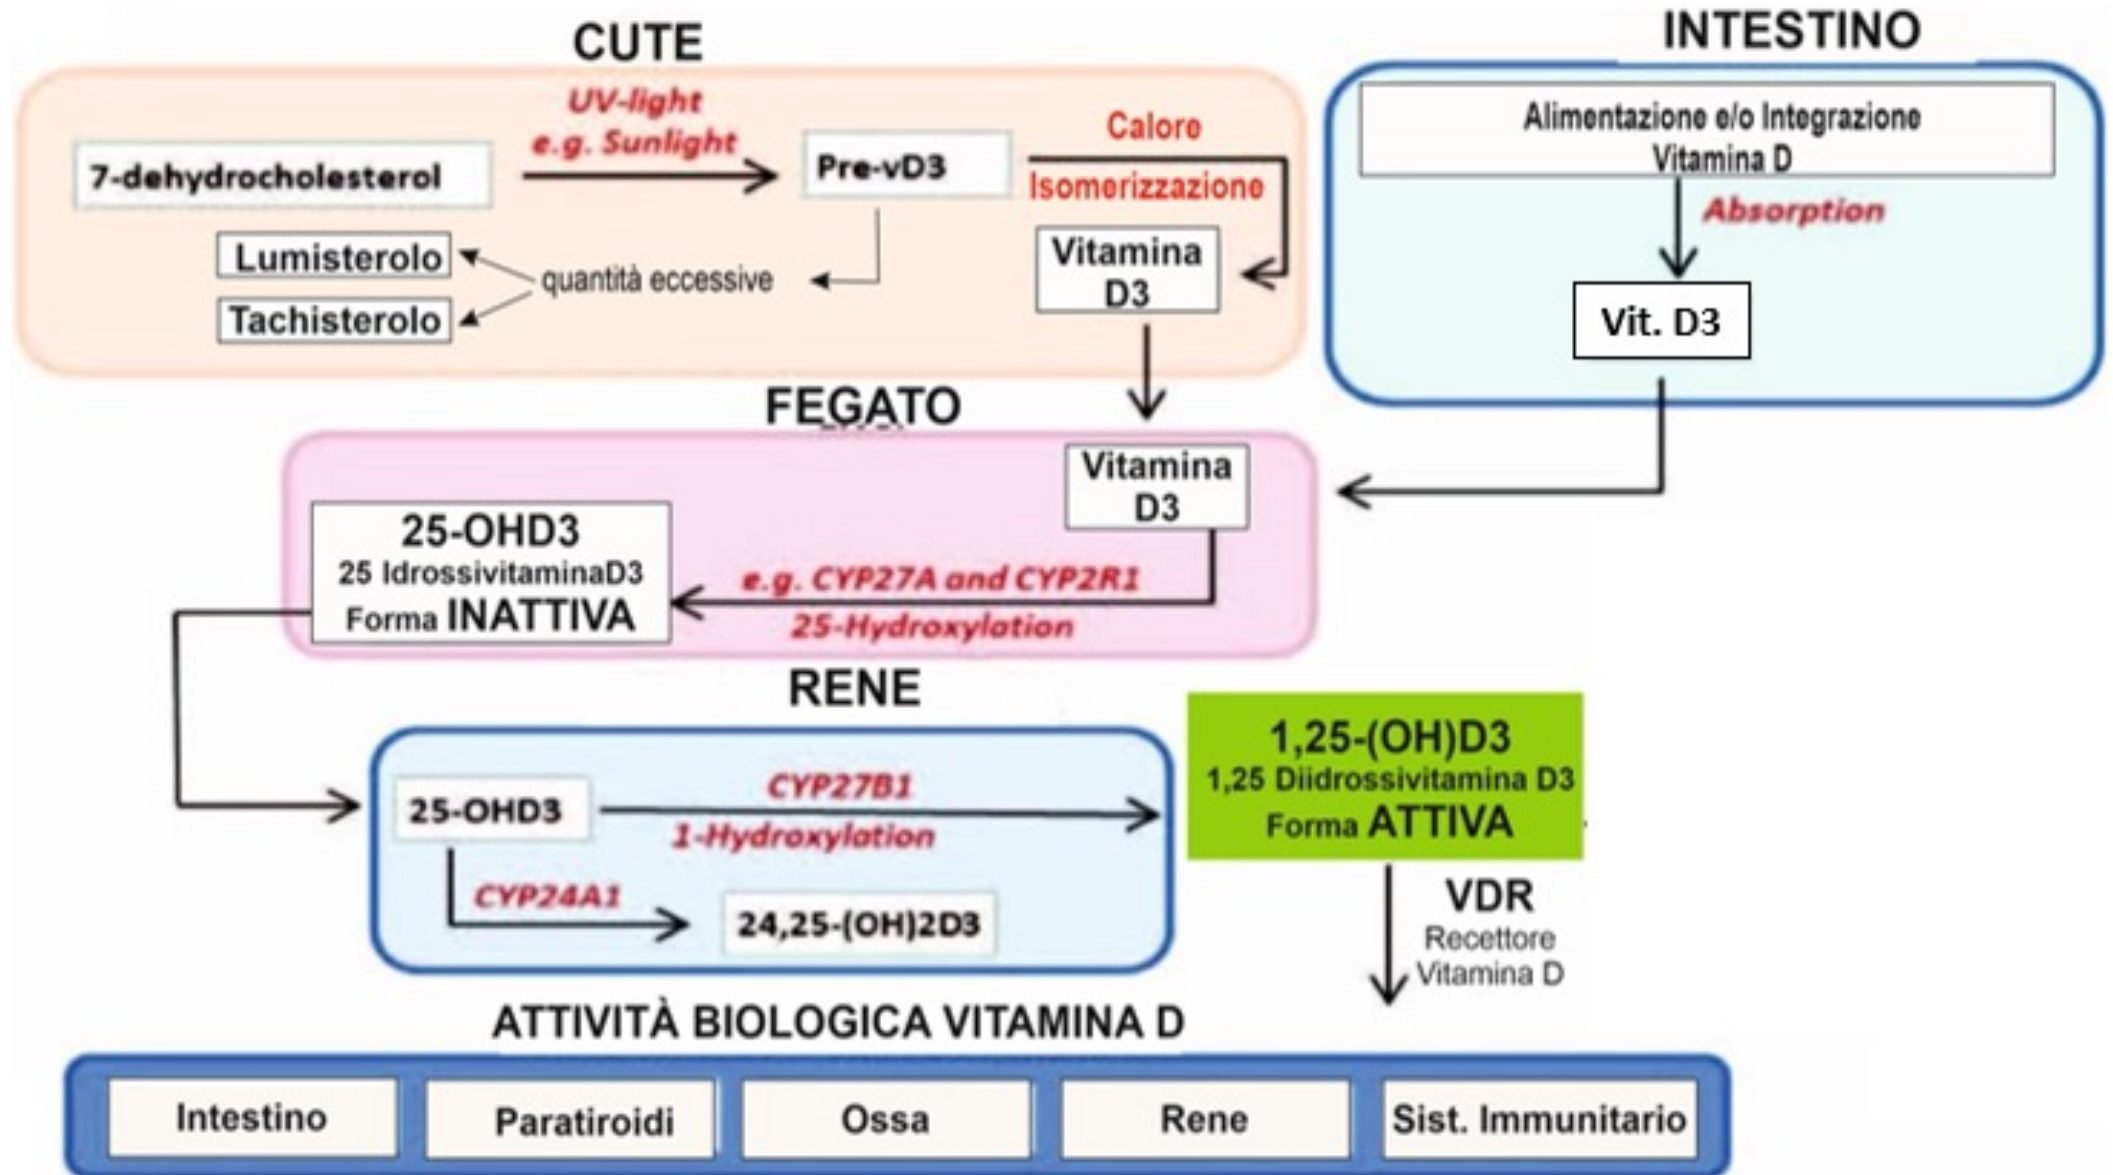 CUTE
UV-light
e.g. Sunlight
7-dehydrocholesterol
Pre-vD3
Calore
Isomerizzazione
Lumisterolo
Tachisterolo
quantità eccessive
Vitamina
D3
INTESTINO
Alimentazione e/o Integrazione
Vitamina D
Absorption
Vit. D3
FEGATO
Vitamina
D3
25-OHD3
25 IdrossivitaminaD3
Forma INATTIVA
e.g. CYP27A and CYP2R1
25-Hydroxylation
RENE
25-OHD3
CYP27B1
1-Hydroxylation
CYP24A1
24,25-(OH)2D3
1,25-(OH)D3
1,25 Diidrossivitamina D3
Forma ATTIVA
VDR
Recettore
Vitamina D
ATTIVITÀ BIOLOGICA VITAMINA D
Intestino
Paratiroidi
Ossa
Rene
Sist. Immunitario